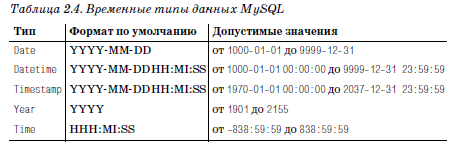 Таблица 2.4. Временные типы данных MySQL
Тип Формат по умолчанию Допустимые значения
Date YYYY-MM-DD от 1000-01-01 до 9999-12-31
Datetime YYYY-MM-DDHH:MI:SS от 1000-01-01 00:00:00 до 9999-12-31 23:59:59
Timestamp YYYY-MM-DDHH:MI:SS от 1970-01-01 00:00:00 до 2037-12-31 23:59:59
Year YYYY от 1901 до 2155
Time HHH:MI:SS от -838:59:59 до 838:59:59